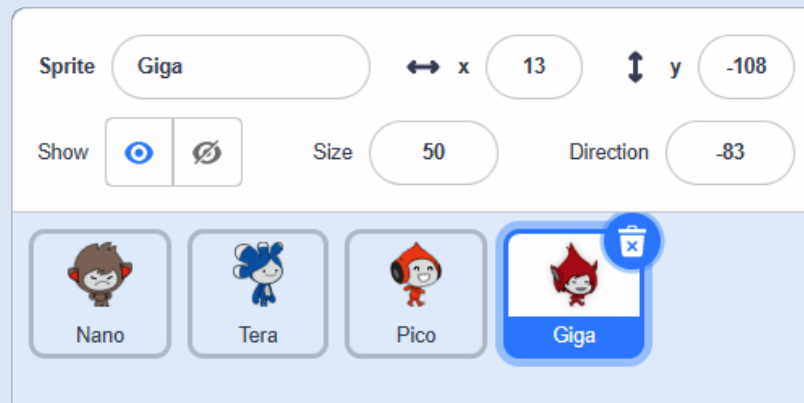 Sprite Giga x 13 y -108
Show Size 50 Direction -83
Nano Tera Pico Giga